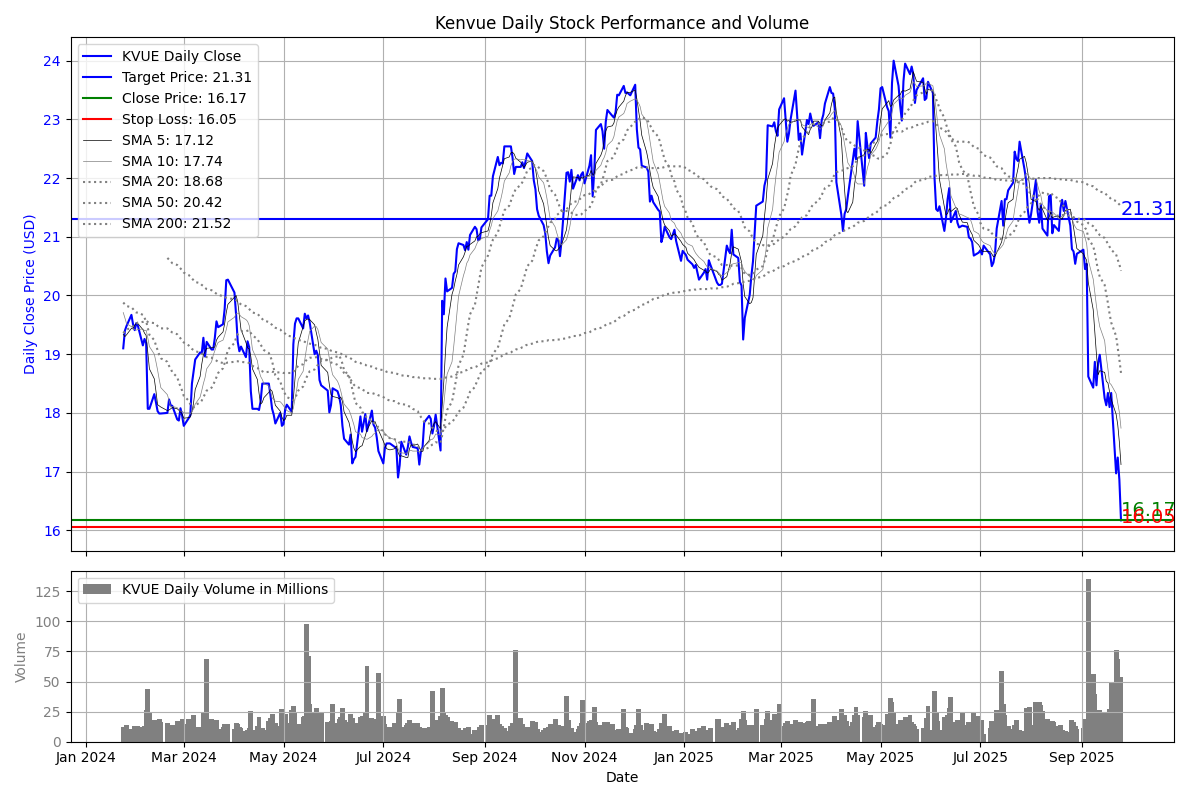 Kenvue Daily Stock Performance and Volume
KVUE Daily Close
Target Price: 21.31
Close Price: 16.17
Stop Loss: 16.05
SMA 5: 17.12
SMA 10: 17.74
SMA 20: 18.68
SMA 50: 20.42
SMA 200: 21.52
Daily Close Price (USD)
24
23
22
21
20
19
18
17
16
21.31
16.17
16.05
KVUE Daily Volume in Millions
Volume
125
100
75
50
25
0
Jan 2024 Mar 2024 May 2024 Jul 2024 Sep 2024 Nov 2024 Jan 2025 Mar 2025 May 2025 Jul 2025 Sep 2025
Date